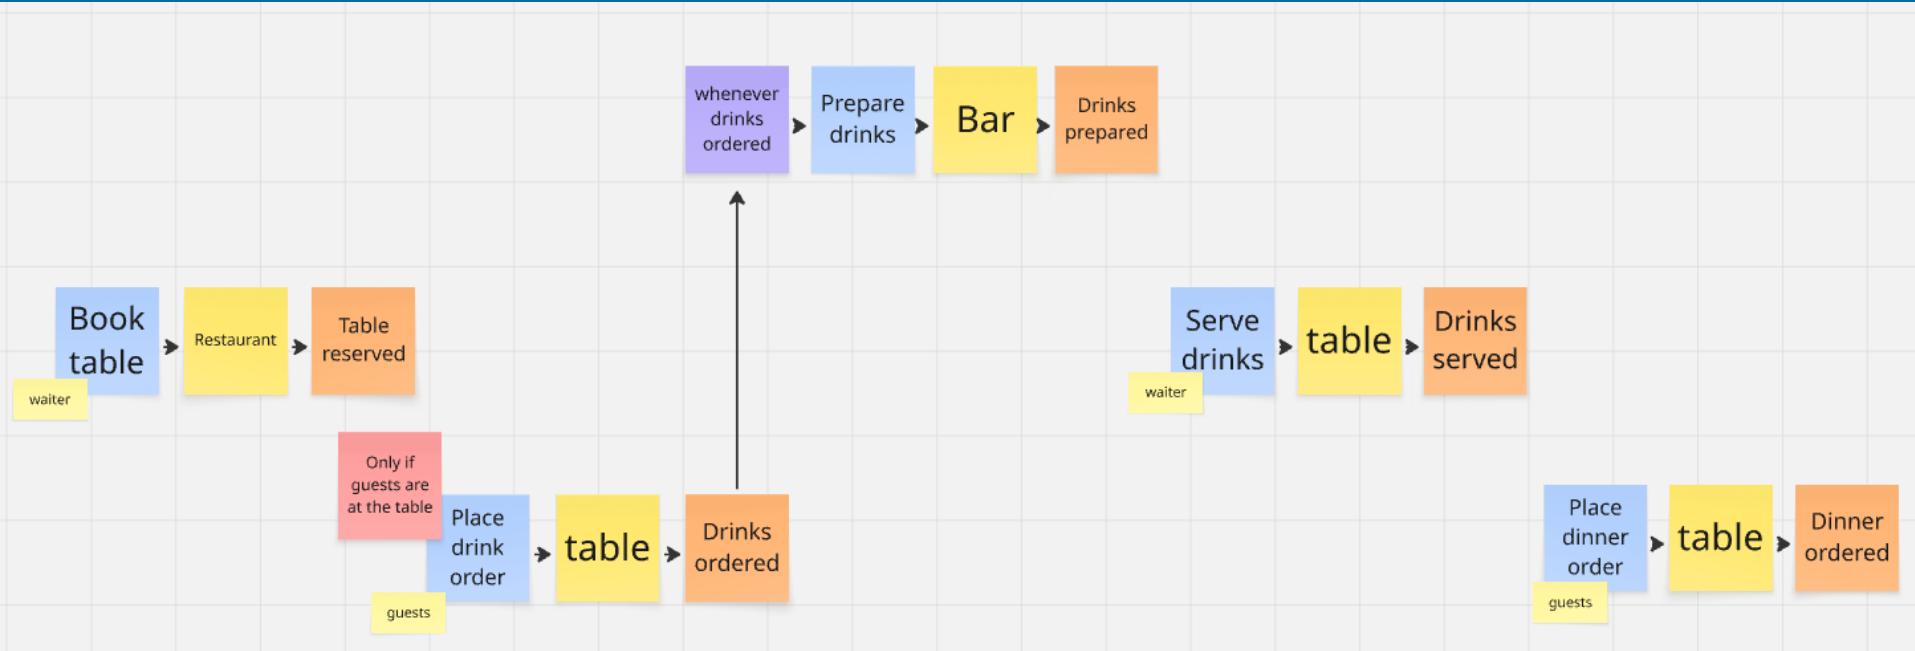 whenever
drinks
ordered
Prepare
drinks
Bar
Drinks
prepared
Book
table
waiter
Restaurant
Table
reserved
Serve
drinks
waiter
table
Drinks
served
Only if
guests are
at the table
Place
drink
order
guests
table
Drinks
ordered
Place
dinner
order
guests
table
Dinner
ordered